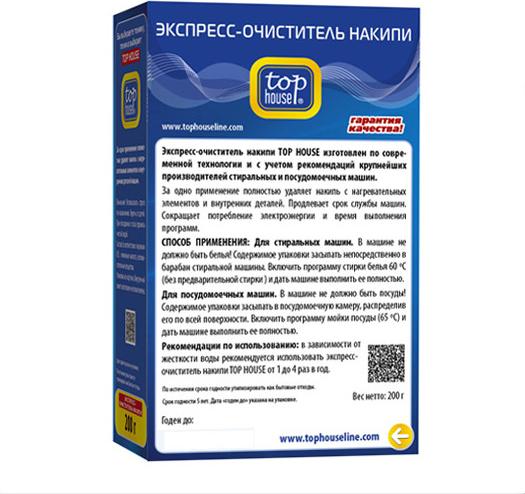 ЭКСПРЕСС-ОЧИСТИТЕЛЬ НАКИПИ
top
house®
www.tophouseline.com
гарантия
качества!
Экспресс-очиститель накипи TOP HOUSE изготовлен по совре-
менной технологии и с учетом рекомендаций крупнейших
производителей стиральных и посудомоечных машин.
За одно применение полностью удаляет накипь с нагревательных
элементов и внутренних деталей. Продлевает срок службы машин.
Сокращает потребление электроэнергии и время выполнения
программ.
СПОСОБ ПРИМЕНЕНИЯ: Для стиральных машин. В машине не
должно быть белья! Содержимое упаковки засыпать непосредственно в
барабан стиральной машины. Включить программу стирки белья 60 °C
(без предварительной стирки ) и дать машине выполнить ее полностью.
Для посудомоечных машин. В машине не должно быть посуды!
Содержимое упаковки засыпать в посудомоечную камеру, распределив
его по всей поверхности. Включить программу мойки посуды (65 °C) и
дать машине выполнить ее полностью.
Рекомендации по использованию: в зависимости от
жесткости воды рекомендуется использовать экспресс-
очиститель накипи TOP HOUSE от 1 до 4 раз в год.
По истечении срока годности утилизировать как бытовые отходы.
Срок годности 5 лет. Дата «годен до» указана на упаковке.
Вес нетто: 200 г
Годен до:
www.tophouseline.com
TOP HOUSE
200 г